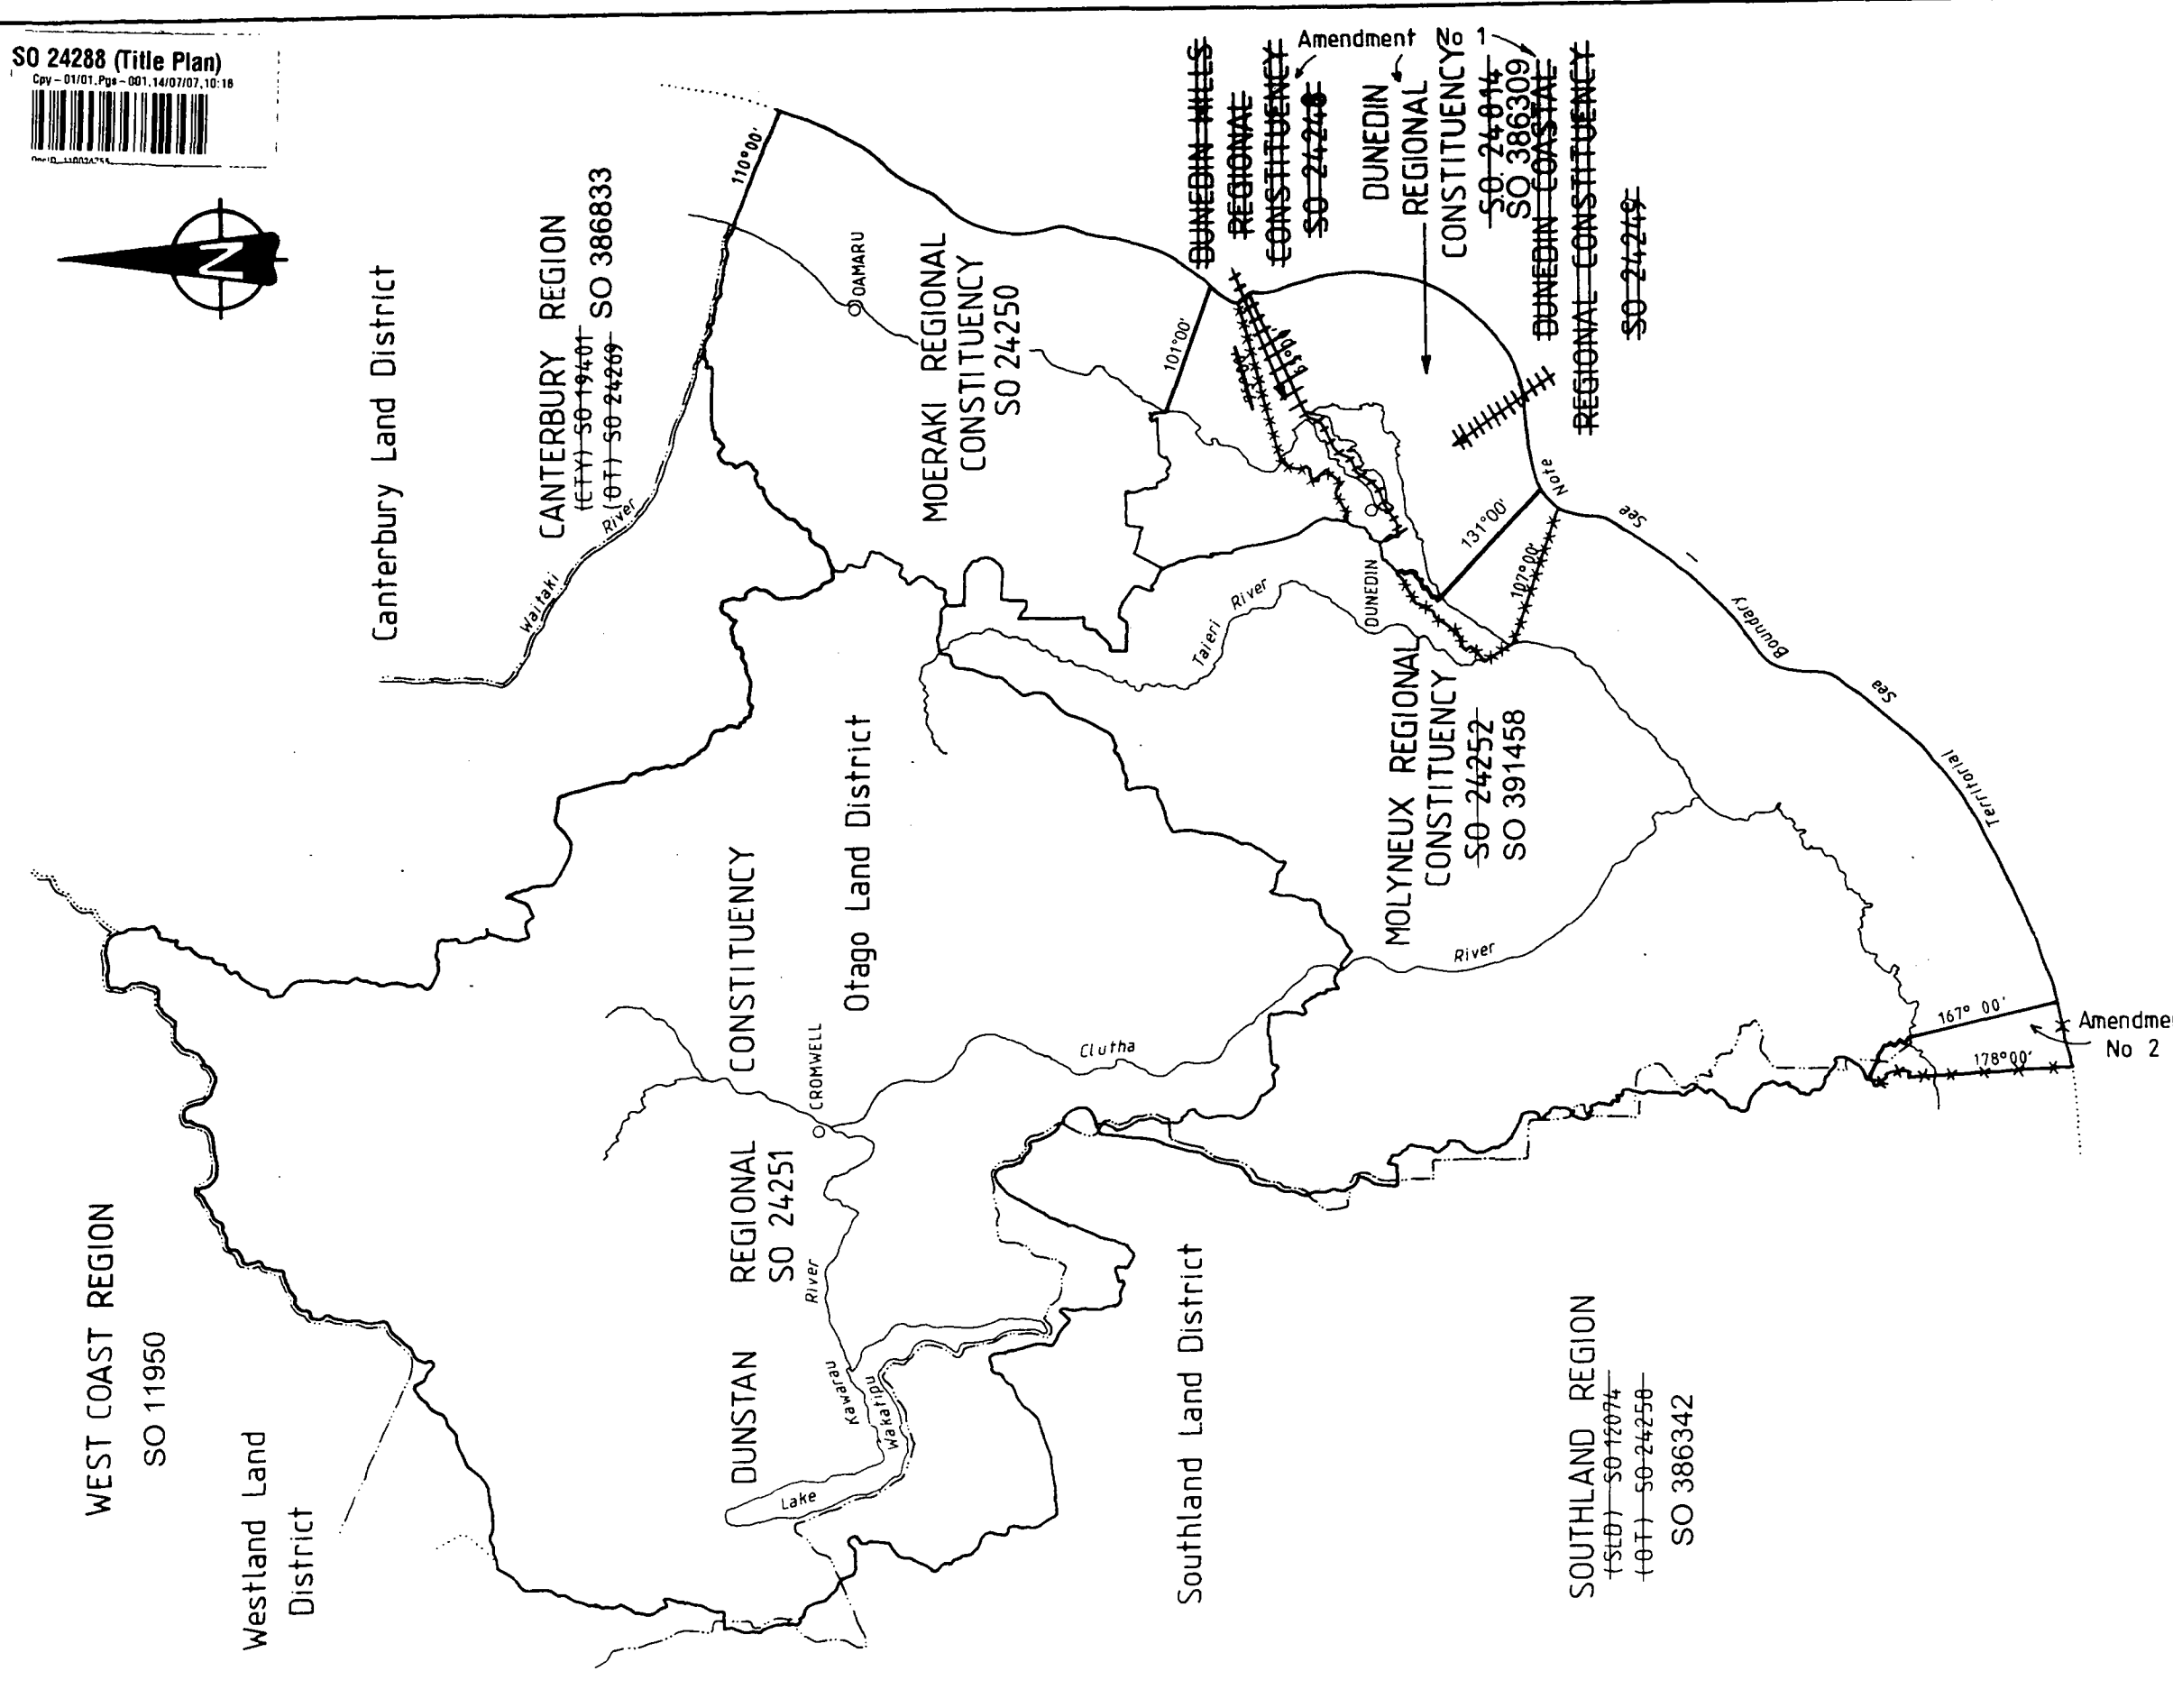 SO 24288 (Title Plan)
Cpy - 01/01. Pgs - 001. 14/07/07, 10:16
N
WEST COAST REGION
SO 11950
Westland Land
District
Canterbury Land District
CANTERBURY REGION
(CTY) SO 19401
(OT) SO 24269
SO 386833
Waitaki
River
110°00'
OAMARU
MOERAKI REGIONAL
CONSTITUENCY
SO 24250
101°00'
DUNEDIN HILLS
REGIONAL
CONSTITUENCY
SO 24248
Amendment No 1
DUNEDIN
REGIONAL
CONSTITUENCY
S.O. 24814
SO 386309
DUNEDIN COASTAL
REGIONAL CONSTITUENCY
SO 24249
DUNEDIN
131°00'
107°00'
Taieri
River
See Note
Territorial Sea Boundary
DUNSTAN REGIONAL CONSTITUENCY
SO 24251
Otago Land District
CROMWELL
Kawarau
River
Lake
Wakatipu
Clutha
River
MOLYNEUX REGIONAL
CONSTITUENCY
SO 24252
SO 391458
167° 00'
178°00'
Amendme
No 2
Southland Land District
SOUTHLAND REGION
(SLD) SO 12074
(OT) SO 24258
SO 386342